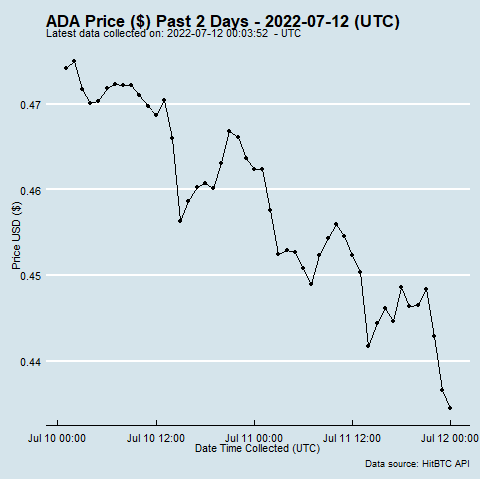 ADA Price ($) Past 2 Days - 2022-07-12 (UTC)
Latest data collected on: 2022-07-12 00:03:52  - UTC
0.47
0.46
0.45
0.44
Price USD ($)
Jul 10 00:00
Jul 10 12:00
Jul 11 00:00
Jul 11 12:00
Jul 12 00:00
Date Time Collected (UTC)
Data source: HitBTC API